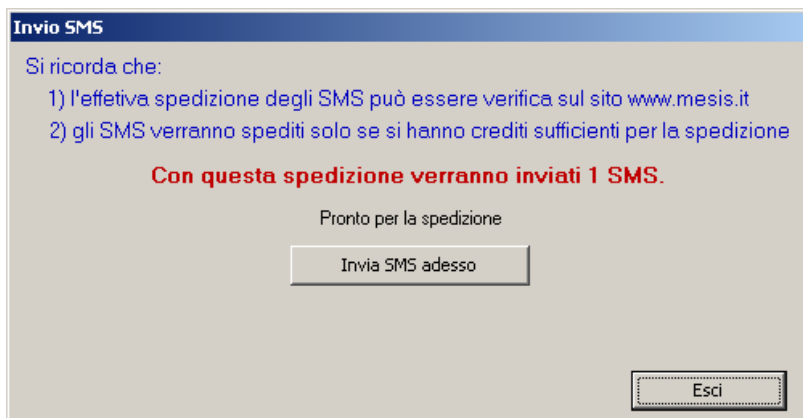 Invio SMS
Si ricorda che:
1) l'effetiva spedizione degli SMS può essere verifica sul sito www.mesis.it
2) gli SMS verranno spediti solo se si hanno crediti sufficienti per la spedizione
Con questa spedizione verranno inviati 1 SMS.
Pronto per la spedizione
Invia SMS adesso
Esci